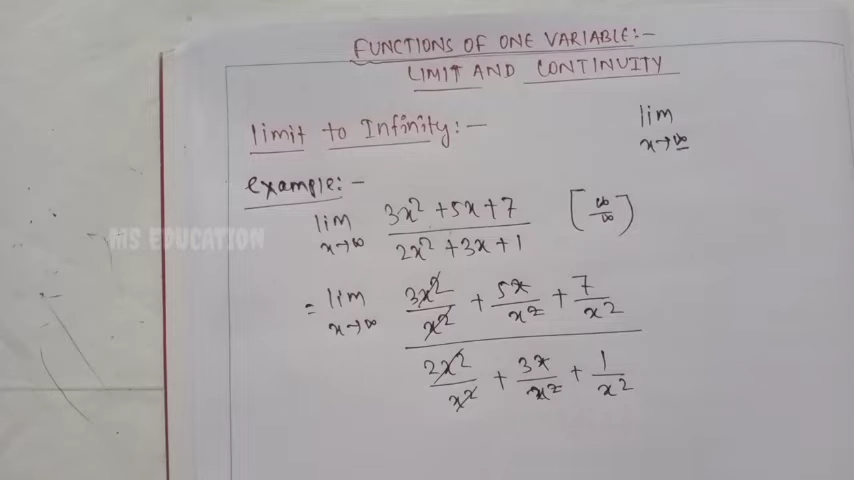 FUNCTIONS OF ONE VARIABLE:-
LIMIT AND CONTINUITY
limit to Infinity:-
lim x→∞
example:-
lim x→∞ (3x² + 5x + 7)/(2x² + 3x + 1) [∞/∞)
MS EDUCATION
= lim x→∞ (3x²/x² + 5x/x² + 7/x²)/(2x²/x² + 3x/x² + 1/x²)